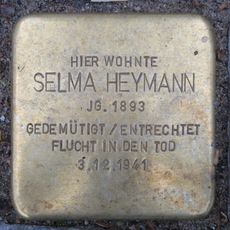 HIER WOHNTE
SELMA HEYMANN
JG. 1893
GEDEMÜTIGT / ENTRECHTET
FLUCHT IN DEN TOD
3.12.1941